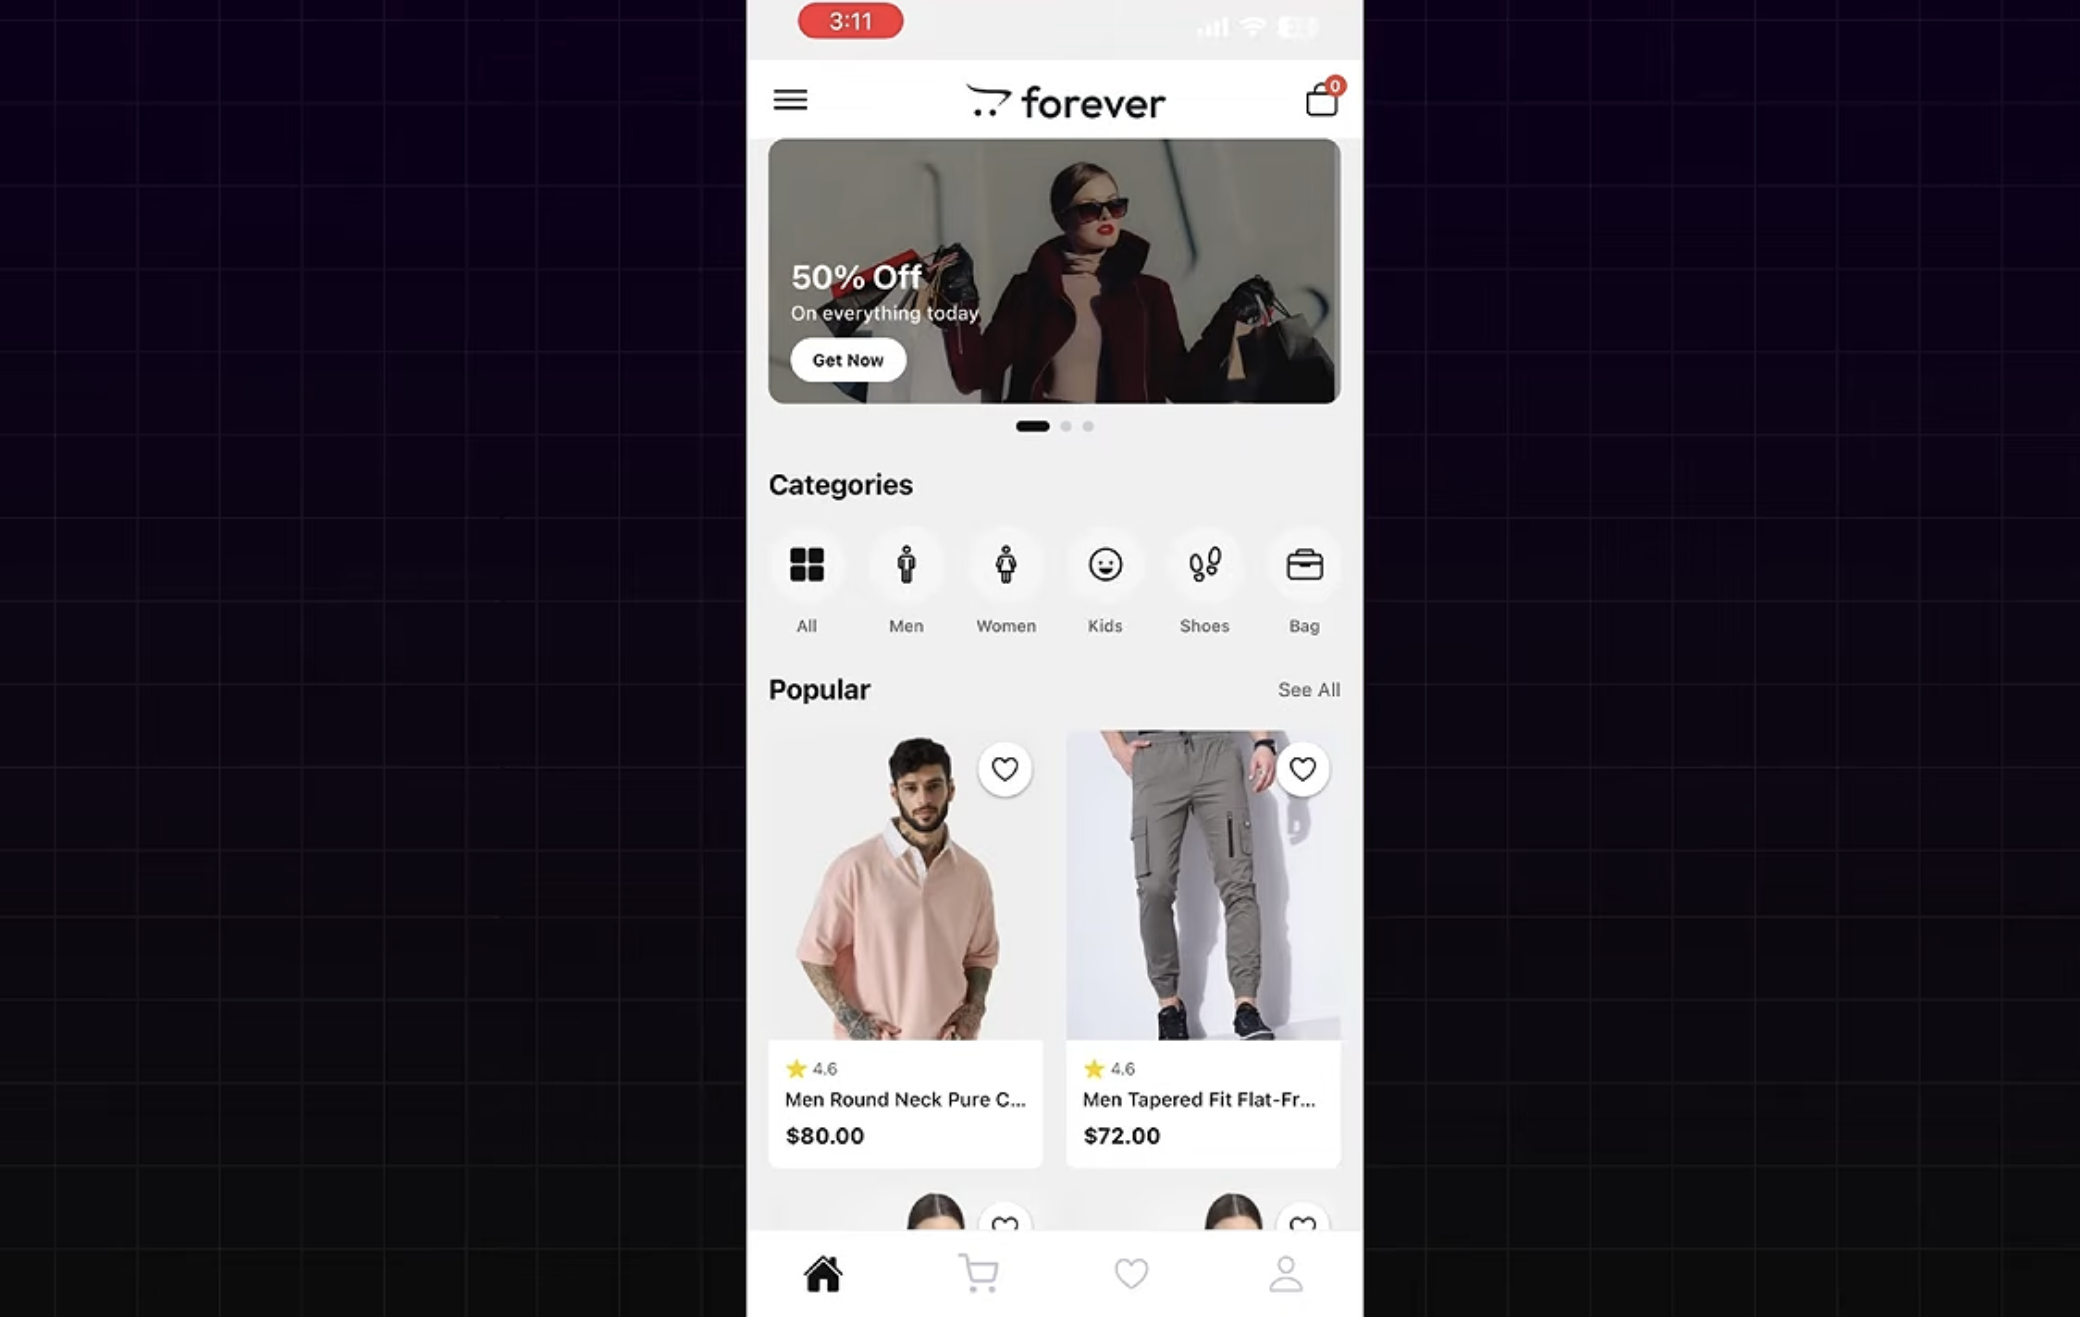 3:11
forever
0
50% Off
On everything today
Get Now
Categories
All
Men
Women
Kids
Shoes
Bag
Popular
See All
4.6
Men Round Neck Pure C...
$80.00
4.6
Men Tapered Fit Flat-Fr...
$72.00